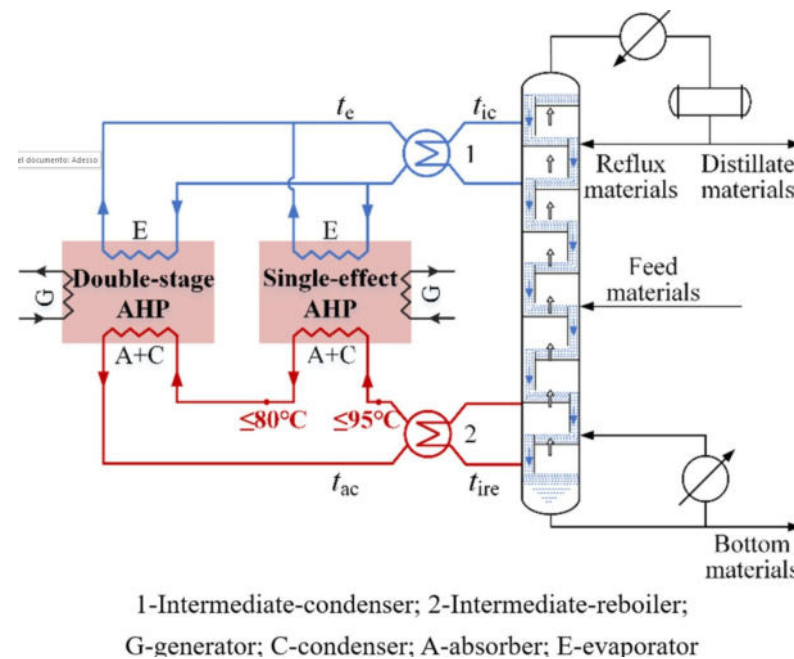 t_e
t_ic
1
el documento: Adesso
Reflux
materials
Distillate
materials
E
E
G
Double-stage
AHP
Single-effect
AHP
G
Feed
materials
A+C
A+C
≤80°C
≤95°C
2
t_ac
t_ire
Bottom
materials
1-Intermediate-condenser; 2-Intermediate-reboiler;
G-generator; C-condenser; A-absorber; E-evaporator